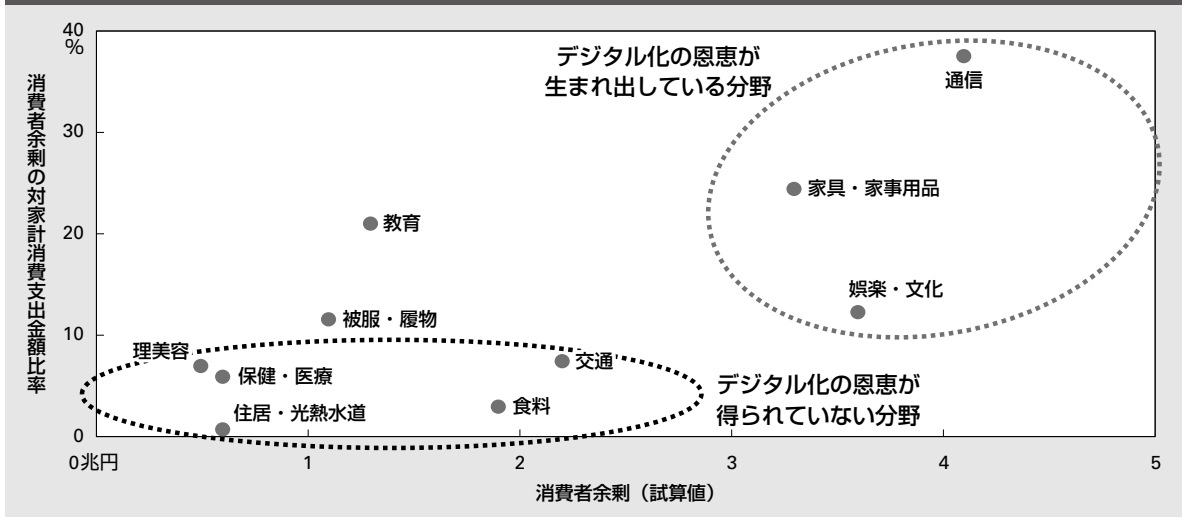 40
%
デジタル化の恩恵が
生まれ出している分野
通信
消費者余剰の対家計消費支出金額比率
30
家具・家事用品
教育
20
娯楽・文化
被服・履物
10
理美容
保健・医療
交通
デジタル化の恩恵が
得られていない分野
住居・光熱水道
食料
0
0兆円
1
2
3
4
5
消費者余剰（試算値）